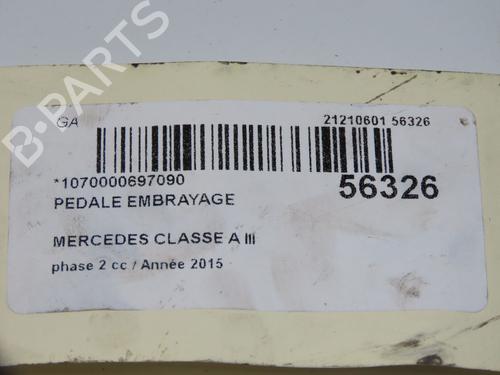 B-PARTS
GA
21210601 56326
*1070000697090
56326
PEDALE EMBRAYAGE
MERCEDES CLASSE A III
phase 2 cc / Année 2015